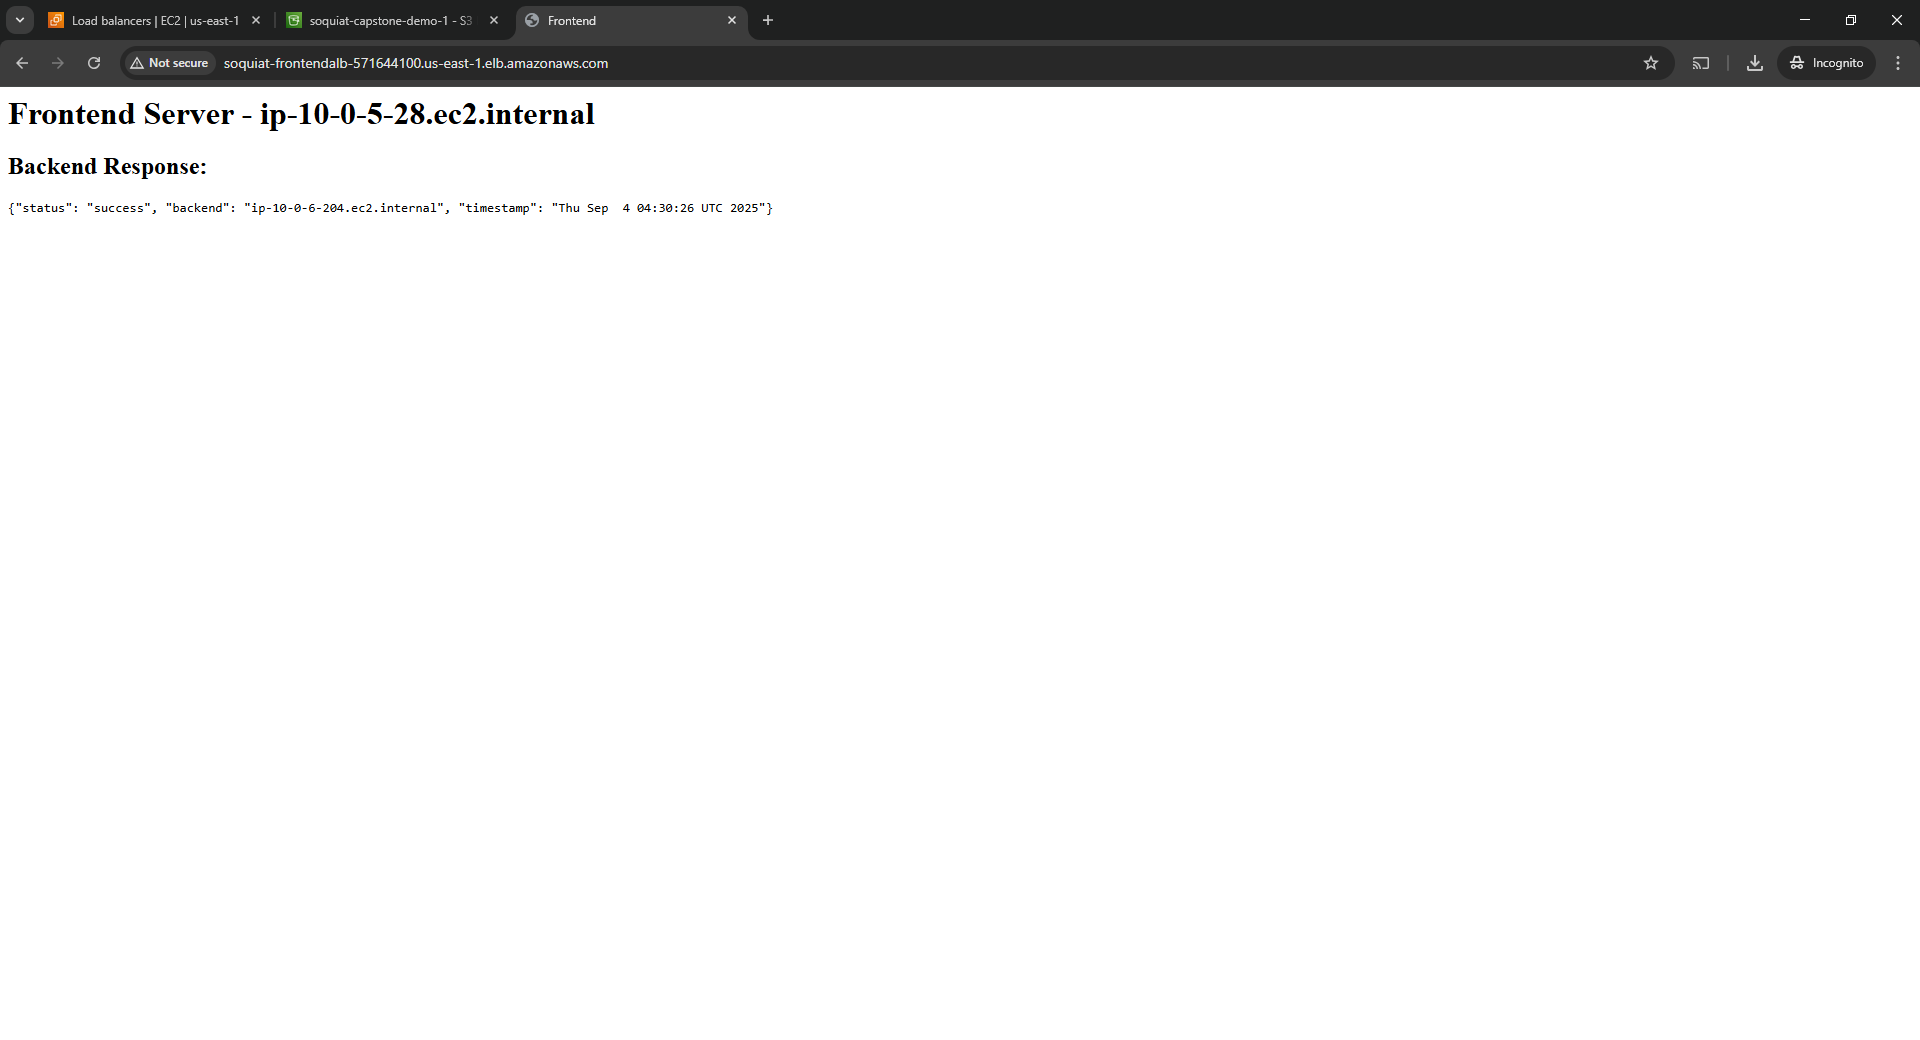 Load balancers | EC2 | us-east-1
soquiat-capstone-demo-1 - S3
Frontend
Not secure
soquiat-frontendalb-571644100.us-east-1.elb.amazonaws.com
Incognito
Frontend Server - ip-10-0-5-28.ec2.internal
Backend Response:
{"status": "success", "backend": "ip-10-0-6-204.ec2.internal", "timestamp": "Thu Sep  4 04:30:26 UTC 2025"}